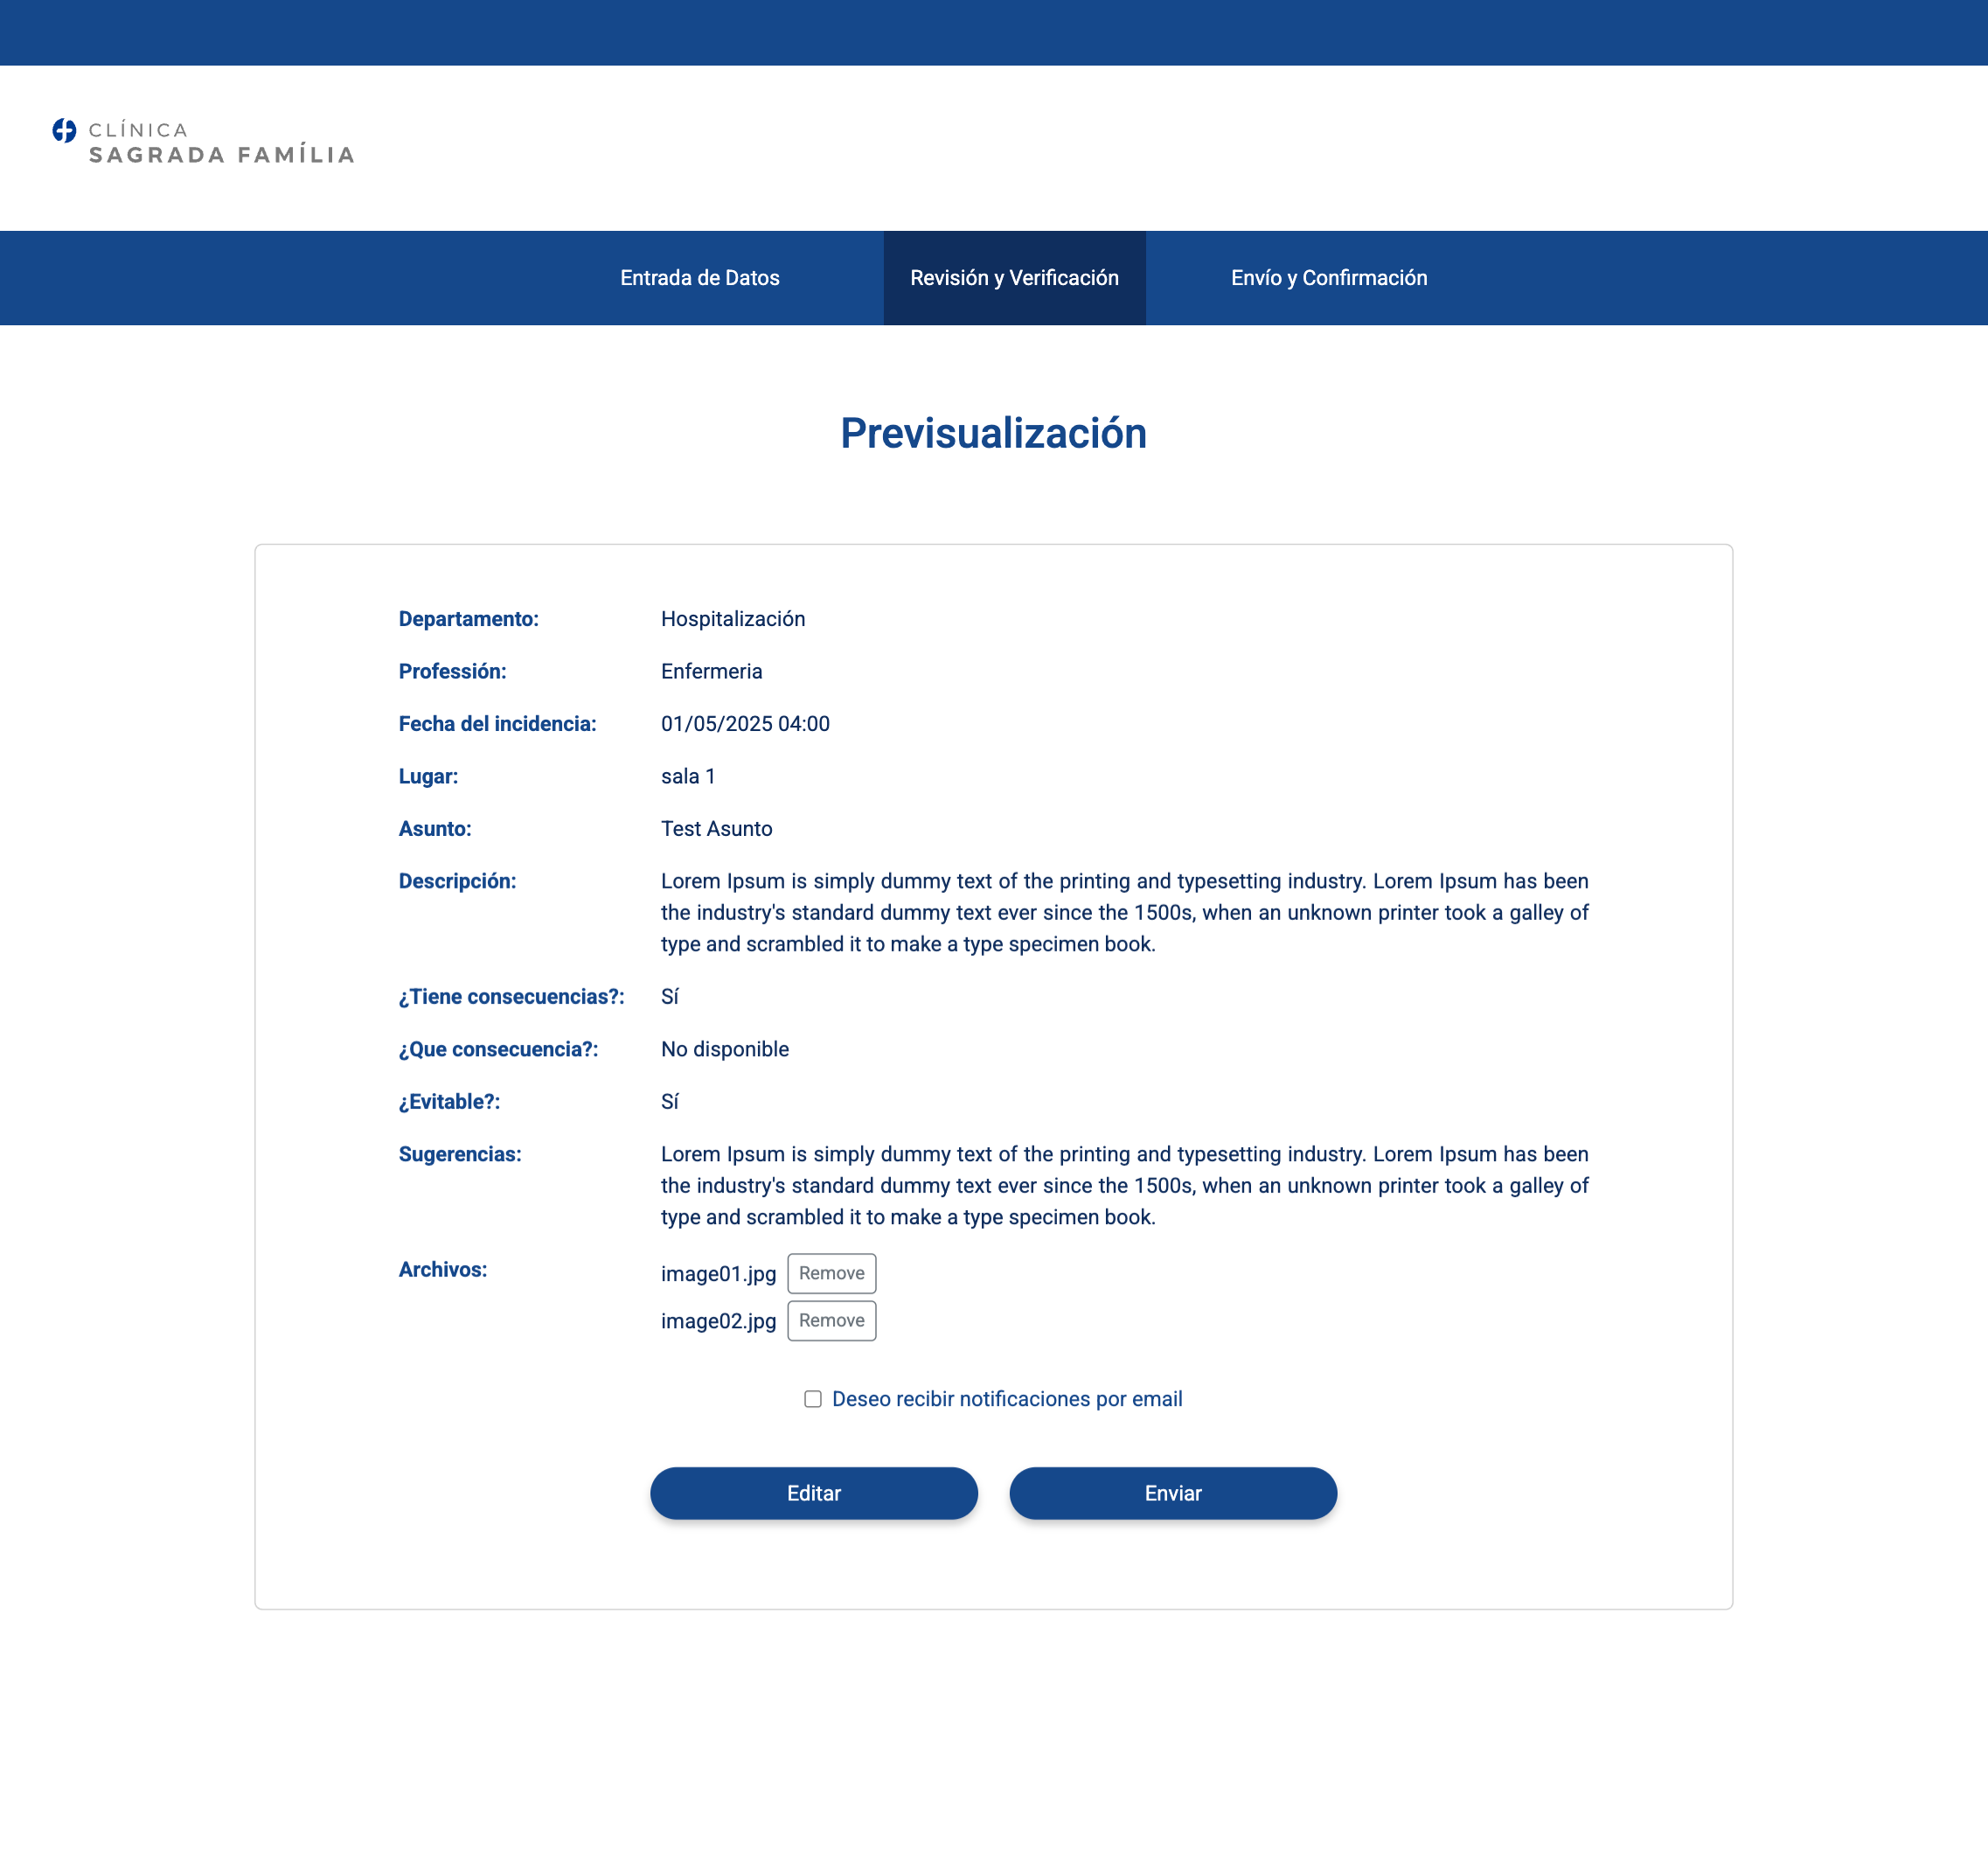 CLÍNICA
SAGRADA FAMÍLIA
Entrada de Datos
Revisión y Verificación
Envío y Confirmación
Previsualización
Departamento: Hospitalización
Professión: Enfermeria
Fecha del incidencia: 01/05/2025 04:00
Lugar: sala 1
Asunto: Test Asunto
Descripción: Lorem Ipsum is simply dummy text of the printing and typesetting industry. Lorem Ipsum has been
the industry's standard dummy text ever since the 1500s, when an unknown printer took a galley of
type and scrambled it to make a type specimen book.
¿Tiene consecuencias?: Sí
¿Que consecuencia?: No disponible
¿Evitable?: Sí
Sugerencias: Lorem Ipsum is simply dummy text of the printing and typesetting industry. Lorem Ipsum has been
the industry's standard dummy text ever since the 1500s, when an unknown printer took a galley of
type and scrambled it to make a type specimen book.
Archivos: image01.jpg Remove
image02.jpg Remove
Deseo recibir notificaciones por email
Editar
Enviar